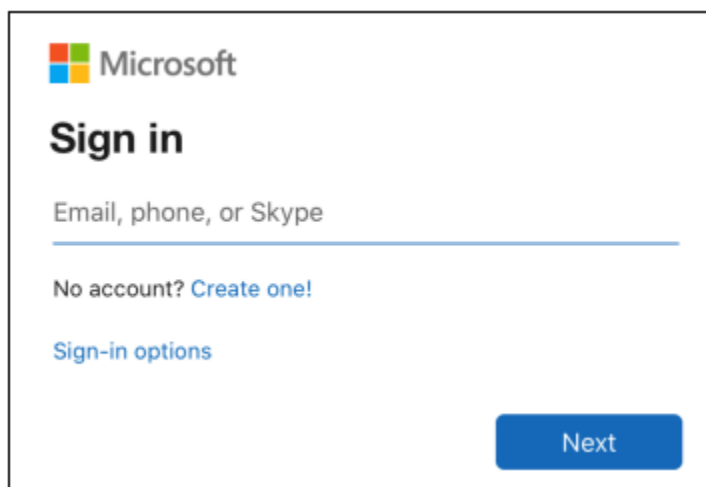 Microsoft
Sign in
Email, phone, or Skype
No account? Create one!
Sign-in options
Next